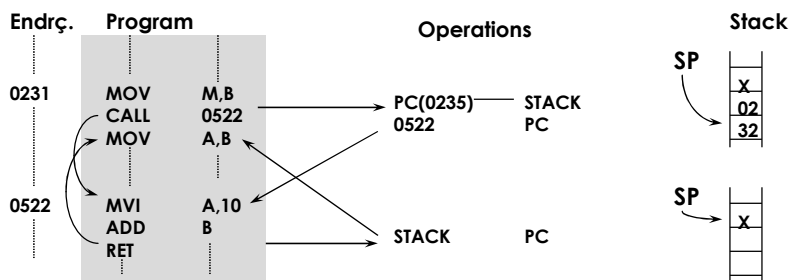 Endrç. Program Operations Stack
SP
0231 MOV M,B X
CALL 0522 PC(0235) STACK 02
MOV A,B 0522 PC 32
SP
0522 MVI A,10 X
ADD B STACK PC
RET